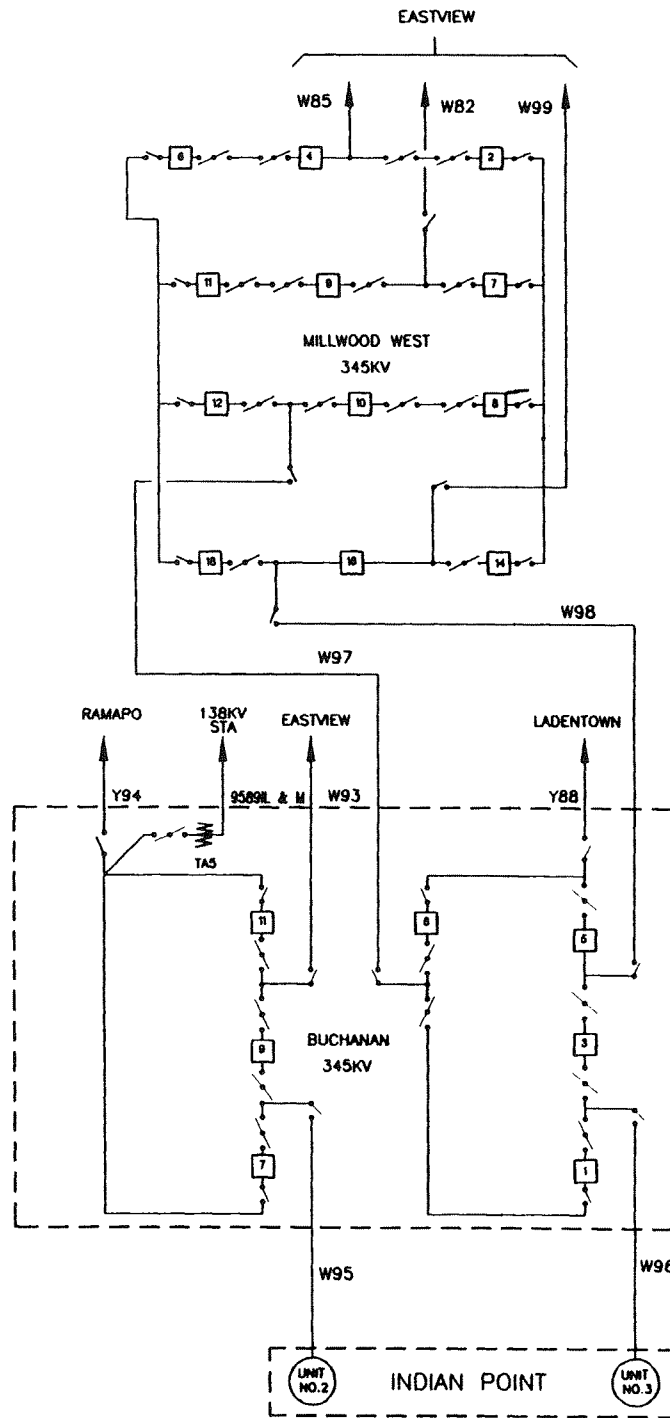 EASTVIEW
W85
W82
W99
6
4
2
11
9
7
MILLWOOD WEST
345KV
12
10
8
18
16
14
W98
W97
RAMAPO
138KV
STA
EASTVIEW
LADENTOWN
Y94
W93
Y88
TA5
11
6
5
BUCHANAN
345KV
9
3
7
1
W95
W96
UNIT
NO.2
INDIAN POINT
UNIT
NO.3